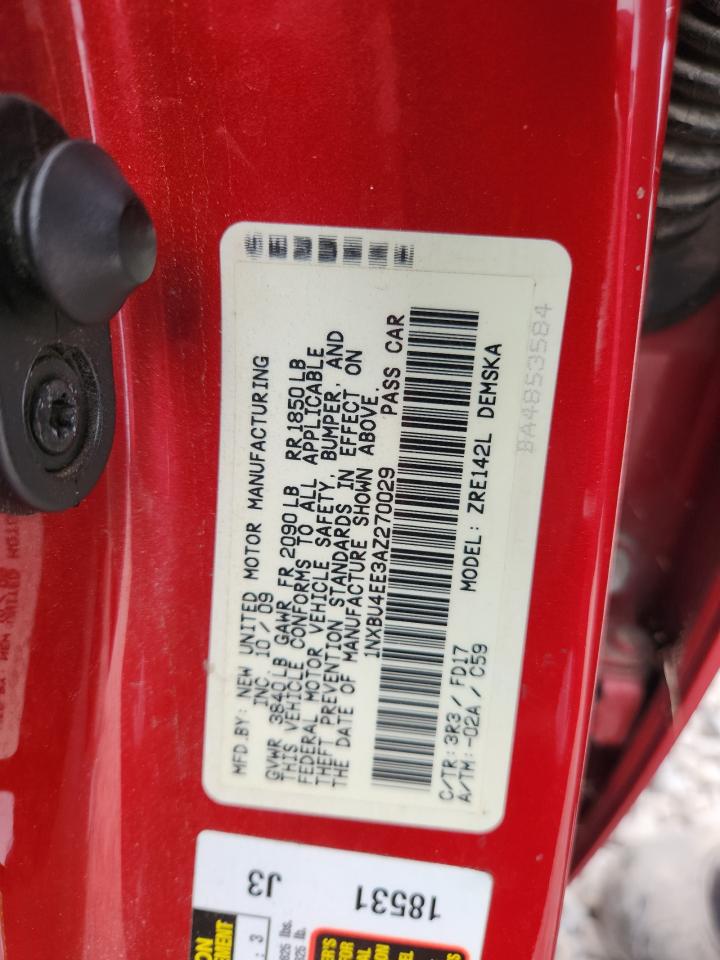 MFD.BY: NEW UNITED MOTOR MANUFACTURING
INC. 10/09
GVWR 3840LB GAWR FR 2090LB RR 1850LB
THIS VEHICLE CONFORMS TO ALL APPLICABLE
FEDERAL MOTOR VEHICLE SAFETY, BUMPER, AND
THEFT PREVENTION STANDARDS IN EFFECT ON
THE DATE OF MANUFACTURE SHOWN ABOVE.
1NXBU4EE3AZ270029 PASS CAR
C/TR: 3R3 / FD17 MODEL: ZRE142L DEMSKA
A/TM: -02A / C59
BA4853584
J3
18531